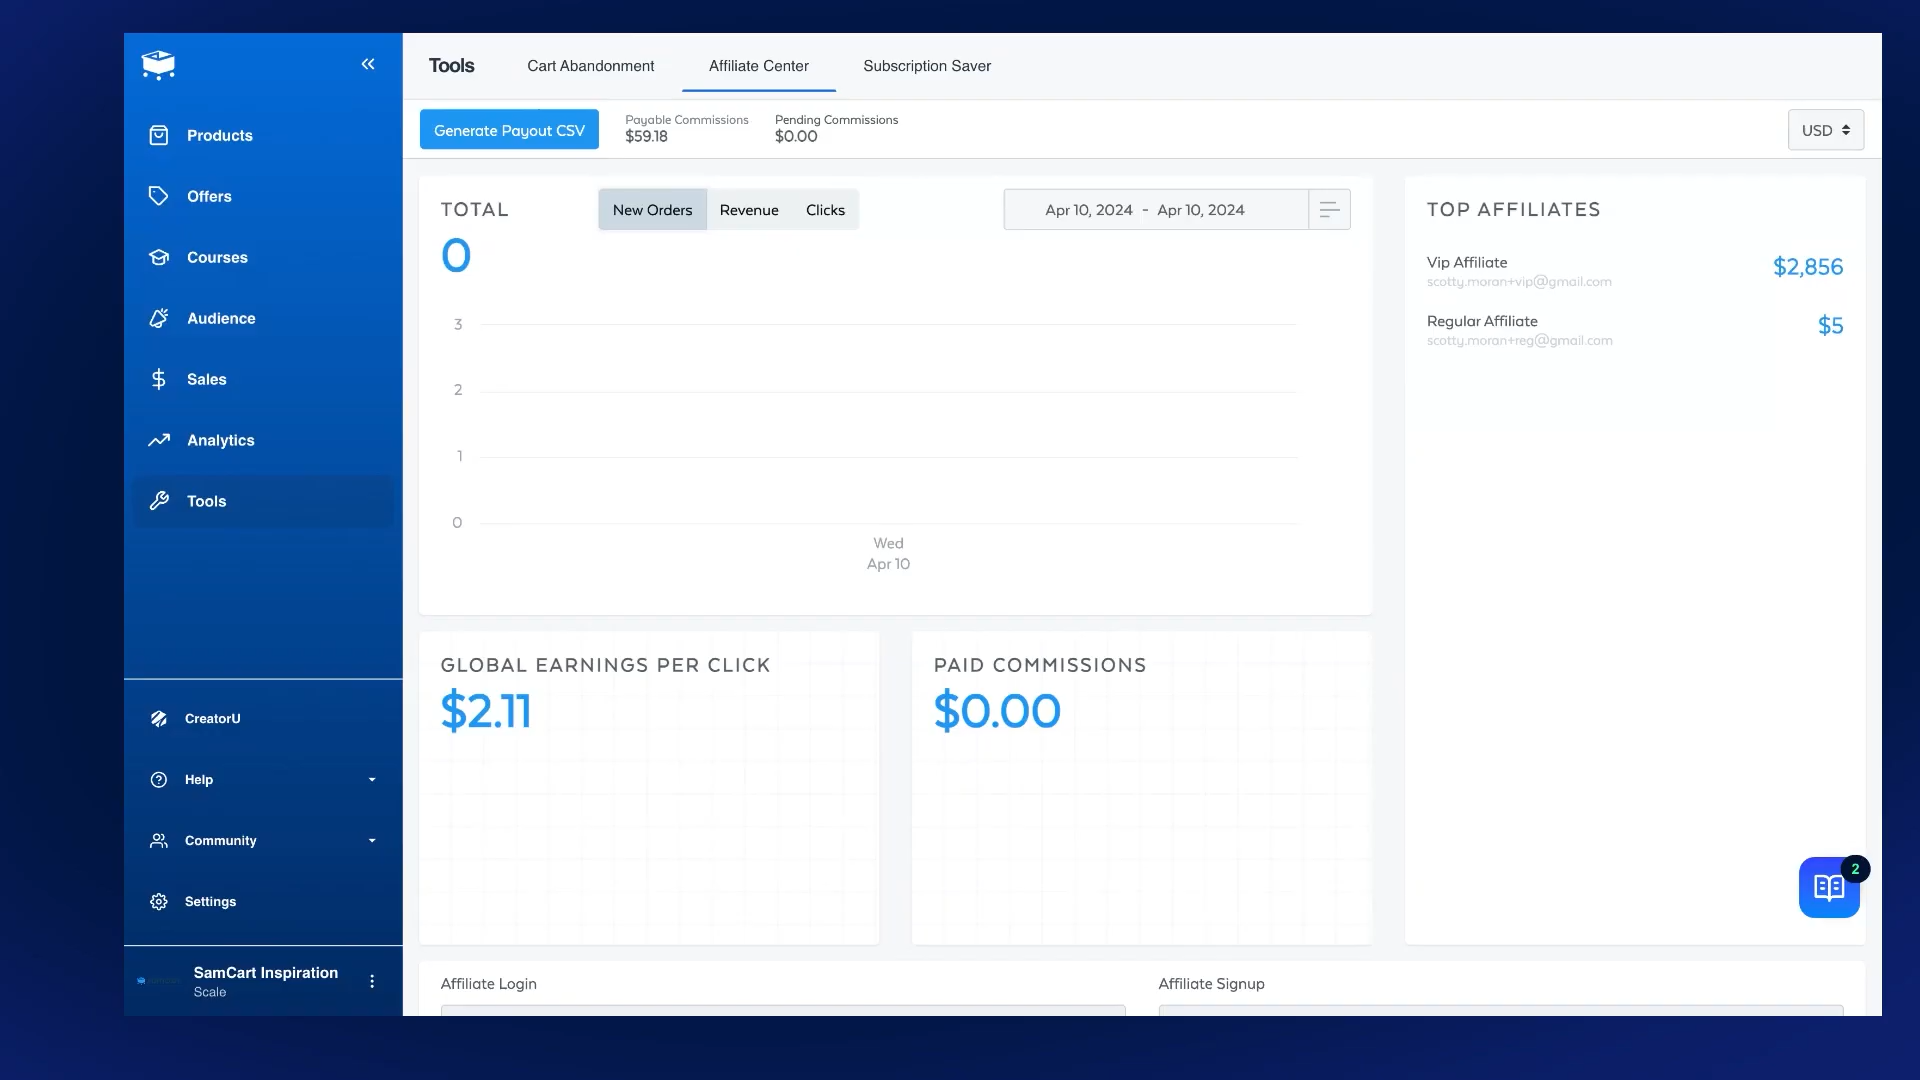 Products
Offers
Courses
Audience
Sales
Analytics
Tools
CreatorU
Help
Community
Settings
SamCart Inspiration
Scale
Tools
Cart Abandonment
Affiliate Center
Subscription Saver
Generate Payout CSV
Payable Commissions
$59.18
Pending Commissions
$0.00
USD
TOTAL
0
New Orders
Revenue
Clicks
Apr 10, 2024 - Apr 10, 2024
3
2
1
0
Wed
Apr 10
TOP AFFILIATES
Vip Affiliate
$2,856
scotty.moran+vip@gmail.com
Regular Affiliate
$5
scotty.moran+reg@gmail.com
GLOBAL EARNINGS PER CLICK
$2.11
PAID COMMISSIONS
$0.00
2
Affiliate Login
Affiliate Signup